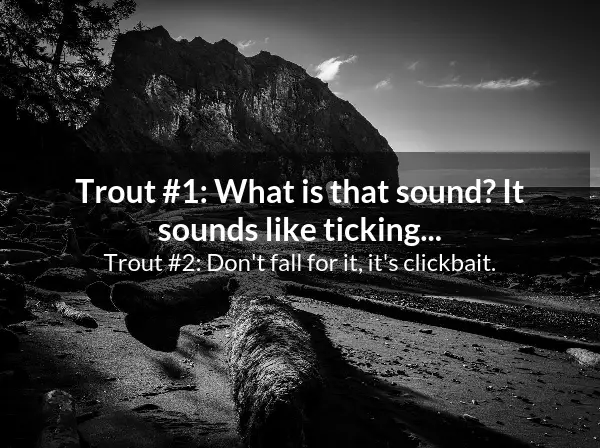 Trout #1: What is that sound? It
sounds like ticking...
Trout #2: Don't fall for it, it's clickbait.